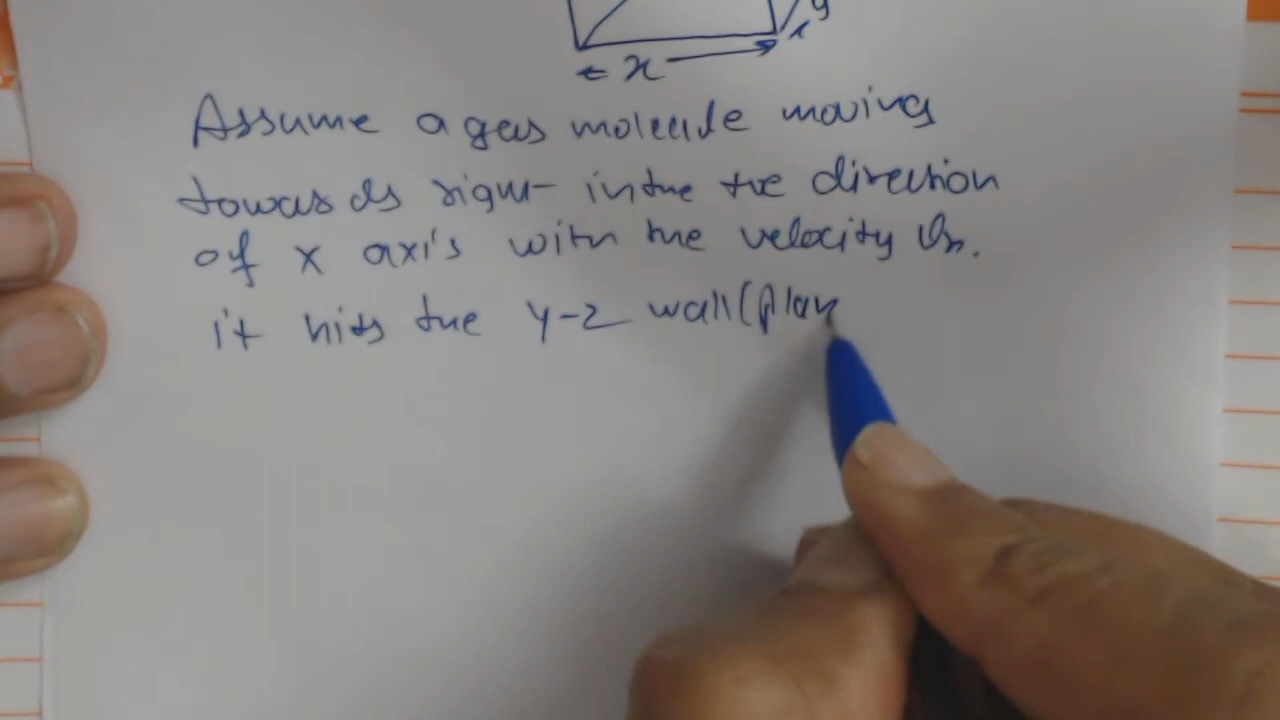 y
x
Assume a gas molecule moving
towards right in the +ve direction
of x axis with the velocity vx.
it hits the y-z wall (plan